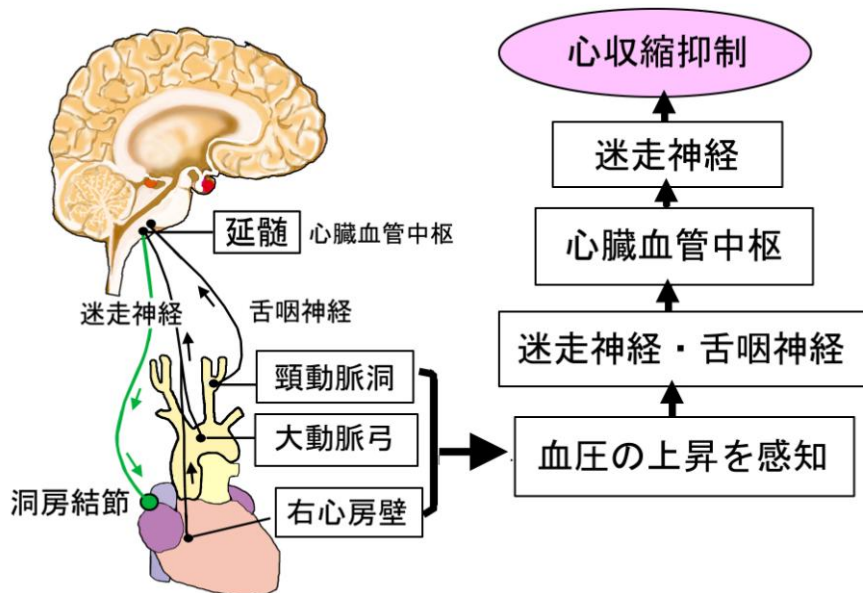 心収縮抑制
迷走神経
心臓血管中枢
迷走神経・舌咽神経
血圧の上昇を感知
延髄 心臓血管中枢
迷走神経 舌咽神経
頸動脈洞
大動脈弓
右心房壁
洞房結節